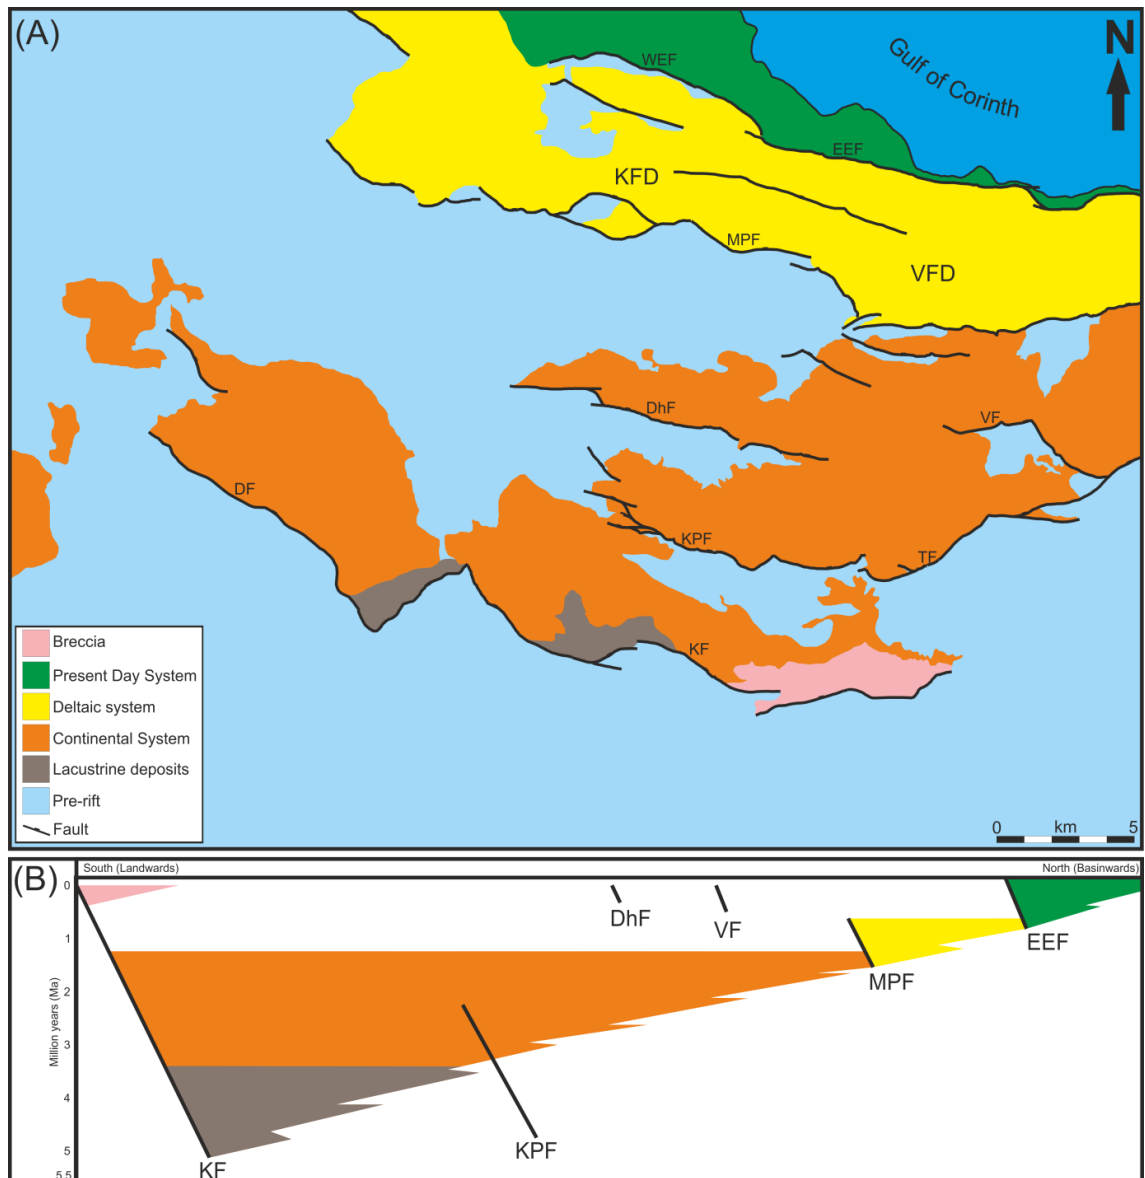 (A)
N
Gulf of Corinth
WEF
EEF
KFD
MPF
VFD
DhF
VF
DF
KPF
TF
KF
Breccia
Present Day System
Deltaic system
Continental System
Lacustrine deposits
Pre-rift
Fault
0 km 5
(B)
South (Landwards) North (Basinwards)
Million years (Ma)
0
1
2
3
4
5
5.5
DhF
VF
EEF
MPF
KPF
KF